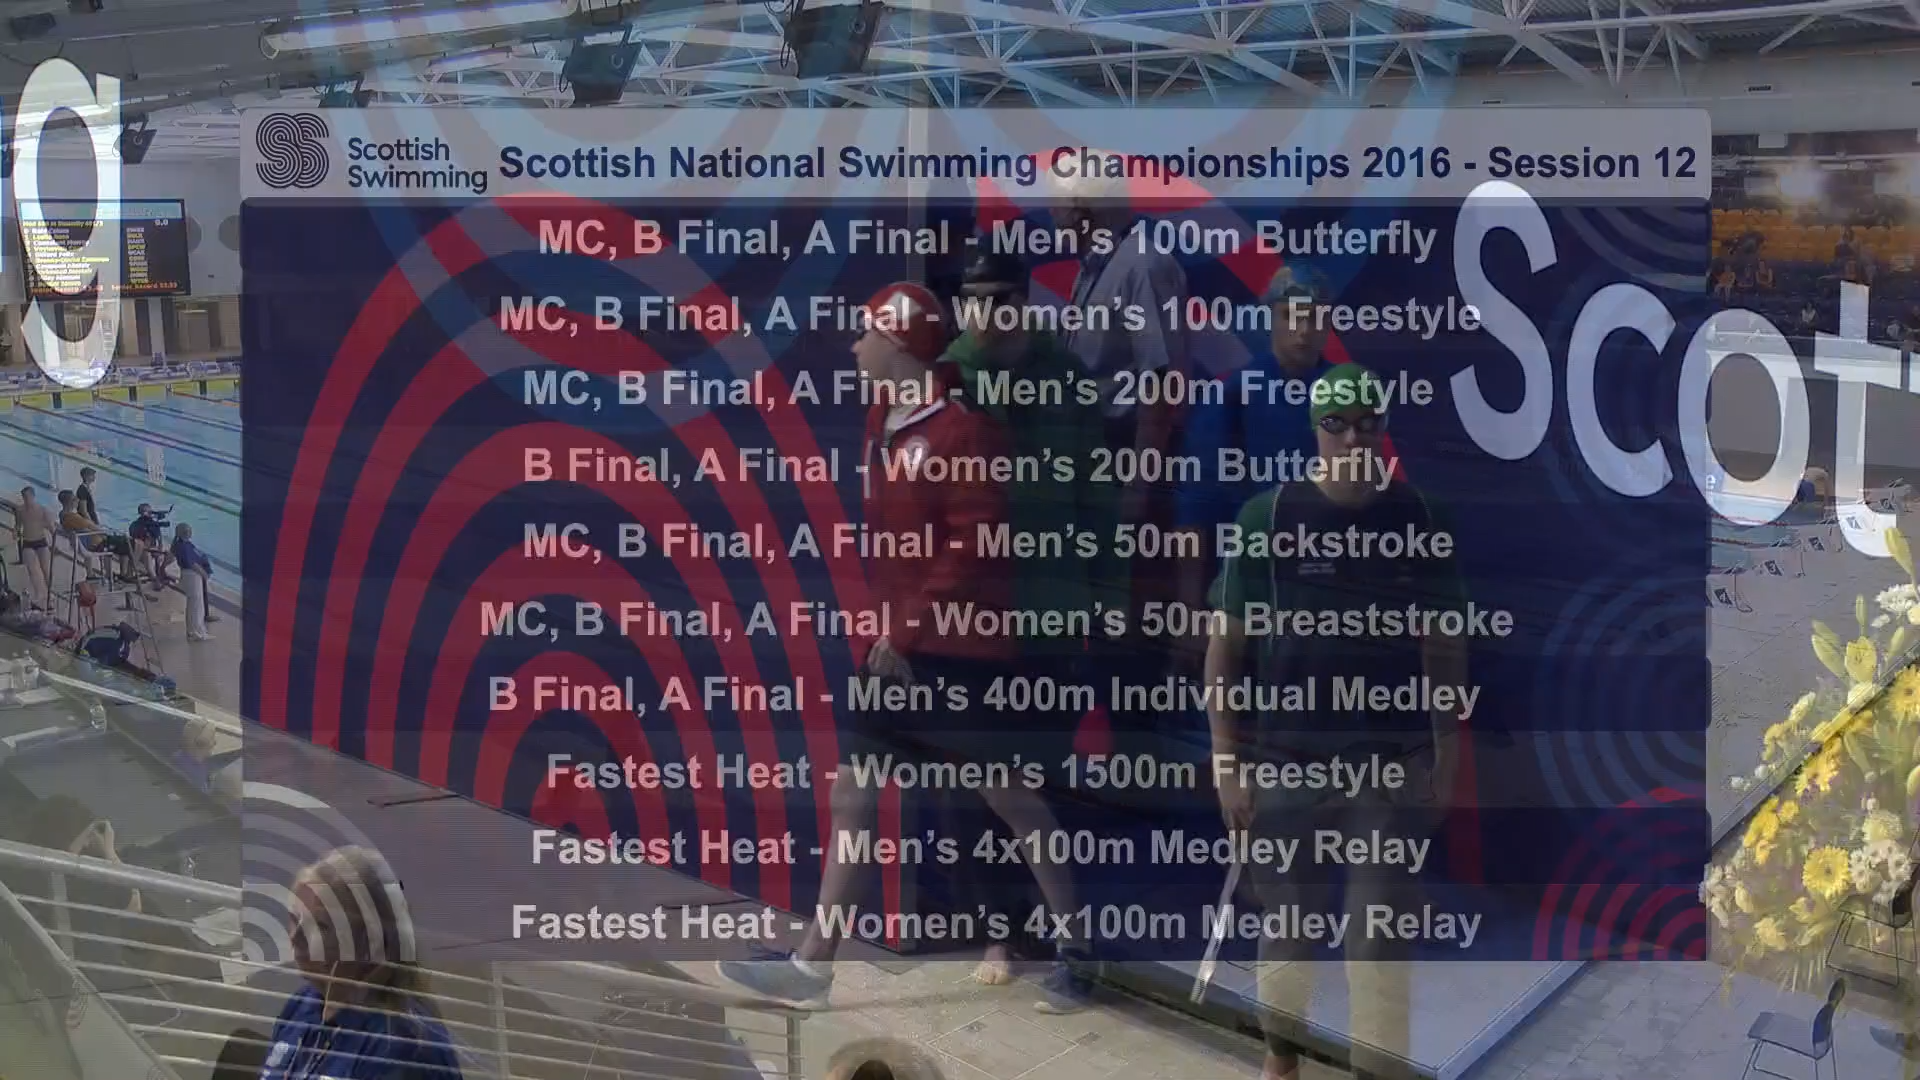 g
Scottish
Swimming
Scottish National Swimming Championships 2016 - Session 12
MC, B Final, A Final - Men's 100m Butterfly
Scot
MC, B Final, A Final - Women's 100m Freestyle
MC, B Final, A Final - Men's 200m Freestyle
B Final, A Final - Women's 200m Butterfly
MC, B Final, A Final - Men's 50m Backstroke
MC, B Final, A Final - Women's 50m Breaststroke
B Final, A Final - Men's 400m Individual Medley
Fastest Heat - Women's 1500m Freestyle
Fastest Heat - Men's 4x100m Medley Relay
Fastest Heat - Women's 4x100m Medley Relay